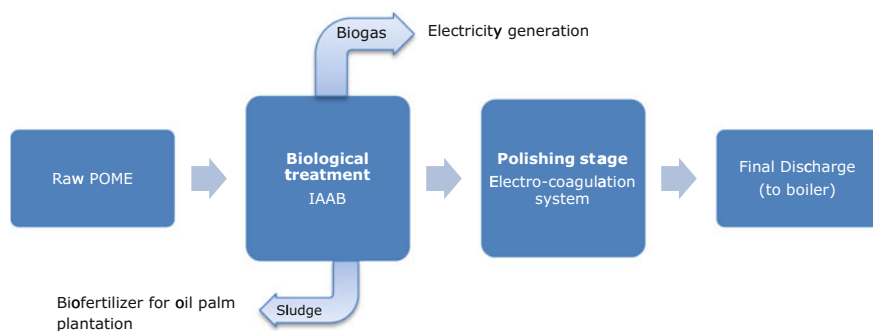 Biogas
Electricity generation
Raw POME
Biological
treatment
IAAB
Polishing stage
Electro-coagulation
system
Final Discharge
(to boiler)
Sludge
Biofertilizer for oil palm
plantation